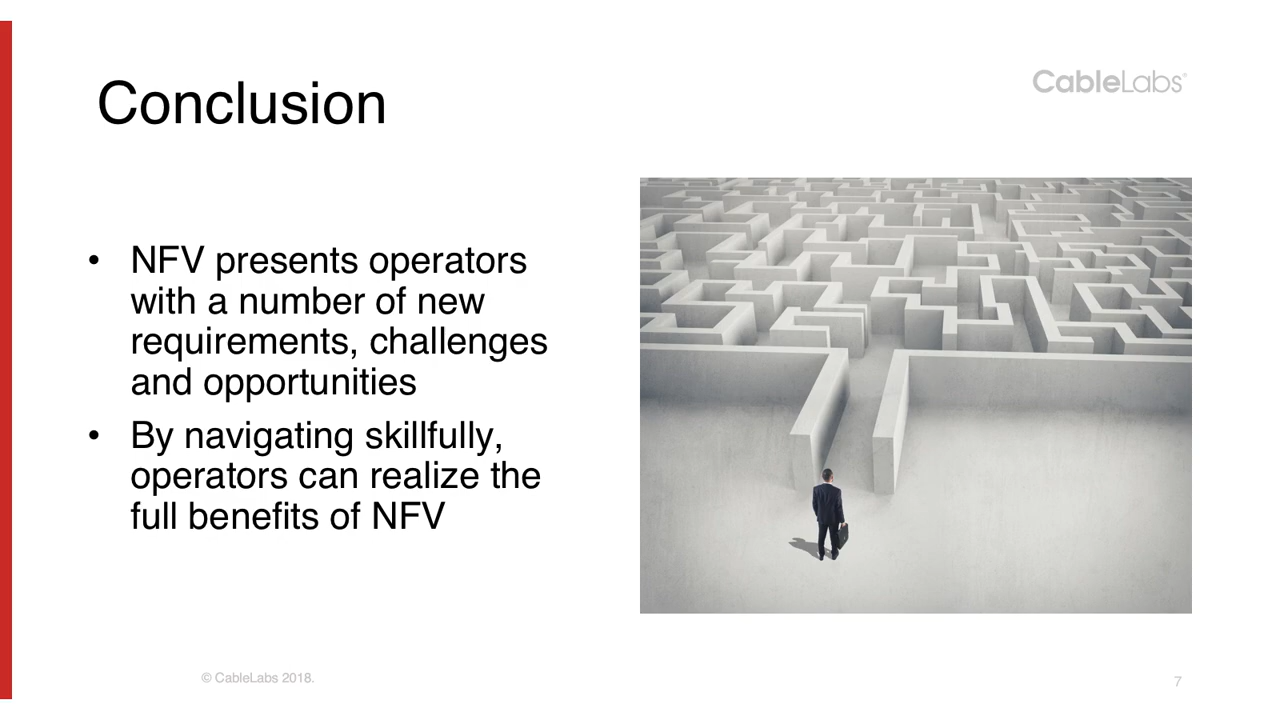 Conclusion
CableLabs®
• NFV presents operators
with a number of new
requirements, challenges
and opportunities
• By navigating skillfully,
operators can realize the
full benefits of NFV
© CableLabs 2018.
7